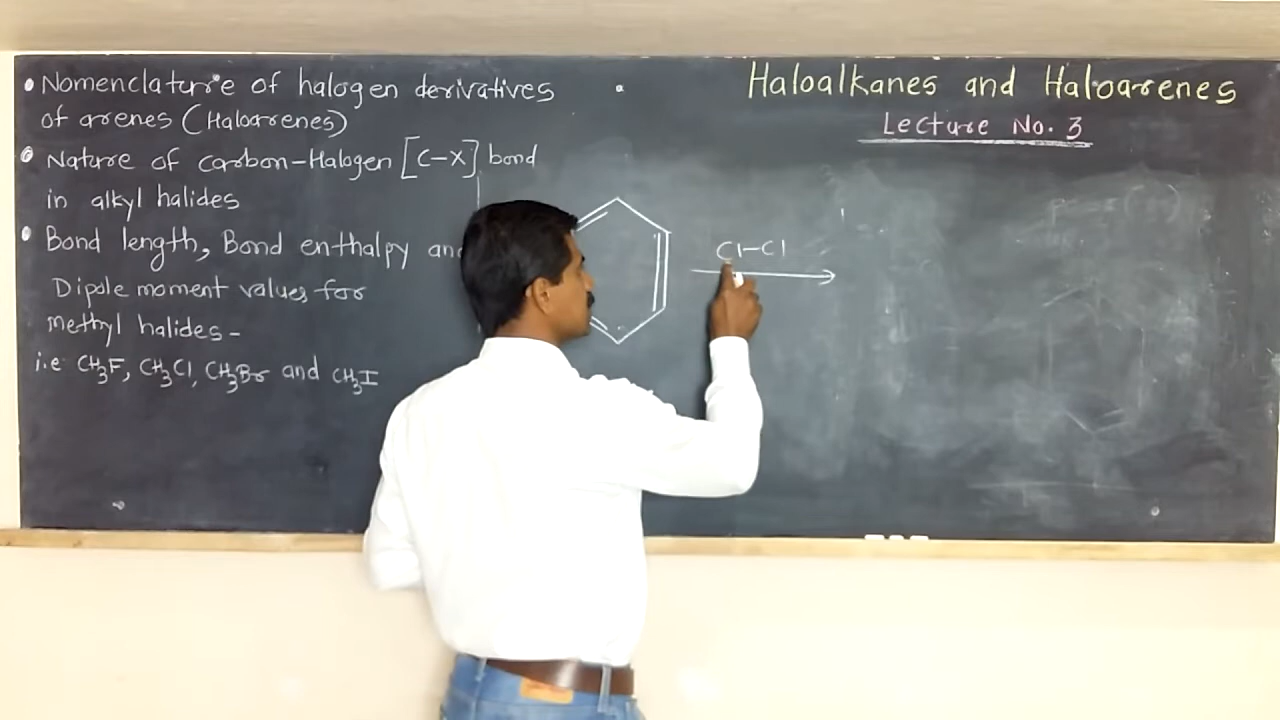 • Nomenclature of halogen derivatives
of arenes (Haloarenes)
• Nature of carbon-Halogen [C-X] bond
in alkyl halides
• Bond length, Bond enthalpy and
Dipole moment values for
methyl halides -
i.e CH3F, CH3Cl, CH3Br and CH3I
Haloalkanes and Haloarenes
Lecture No. 3
Cl-Cl